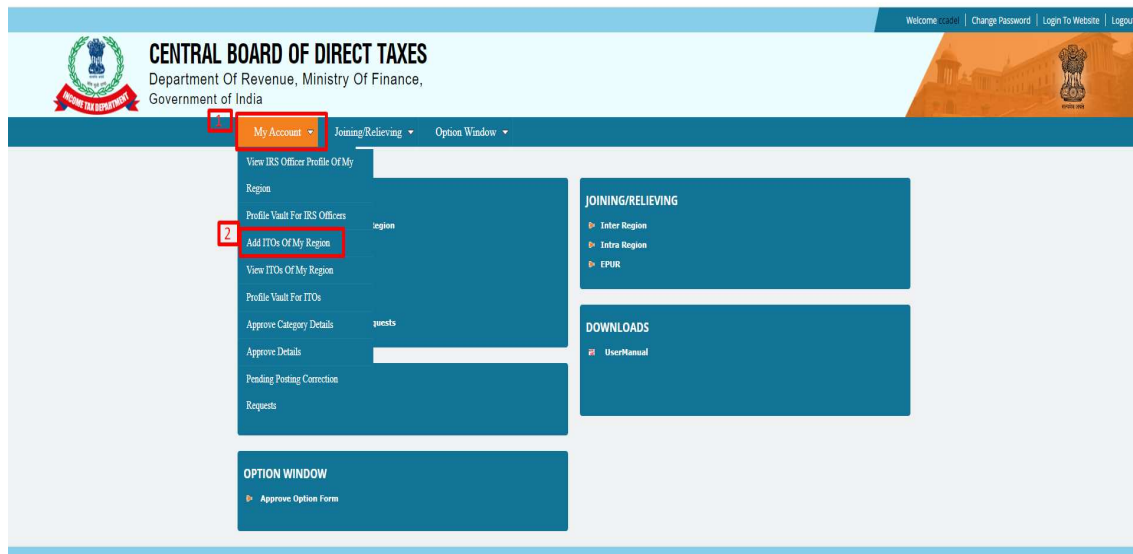 Welcome ccadel | Change Password | Login To Website | Logou
CENTRAL BOARD OF DIRECT TAXES
Department Of Revenue, Ministry Of Finance,
Government of India
INCOME TAX DEPARTMENT
1
My Account
Joining/Relieving
Option Window
View IRS Officer Profile Of My
Region
Profile Vault For IRS Officers
2
Add ITOs Of My Region
View ITOs Of My Region
Profile Vault For ITOs
Approve Category Details
Approve Details
Pending Posting Correction
Requests
Region
quests
JOINING/RELIEVING
Inter Region
Intra Region
EPUR
DOWNLOADS
UserManual
OPTION WINDOW
Approve Option Form